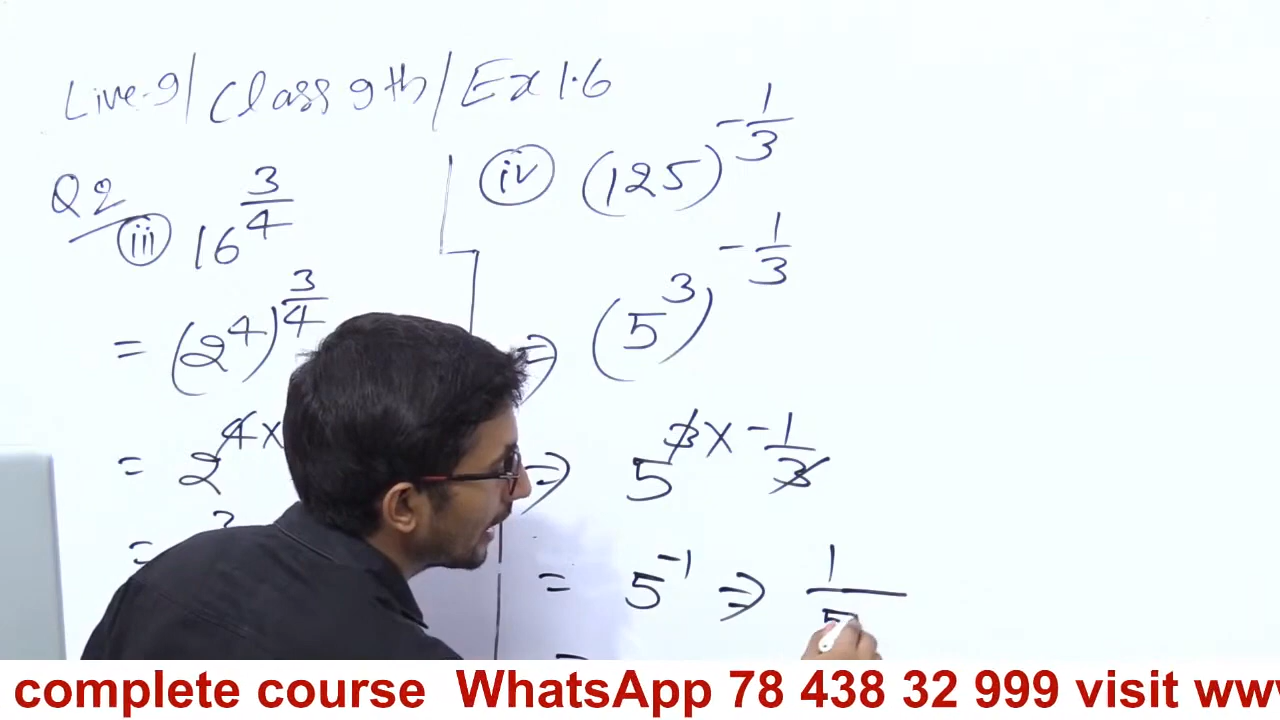 Live-9/Class 9th/Ex 1.6
Q2
(iii) 16^(3/4)
= (2^4)^(3/4)
= 2^(4×
= 3
(iv) (125)^(-1/3)
⇒ (5^3)^(-1/3)
⇒ 5^(3×-1/3)
= 5^-1 ⇒ 1/5
complete course WhatsApp 78 438 32 999 visit www